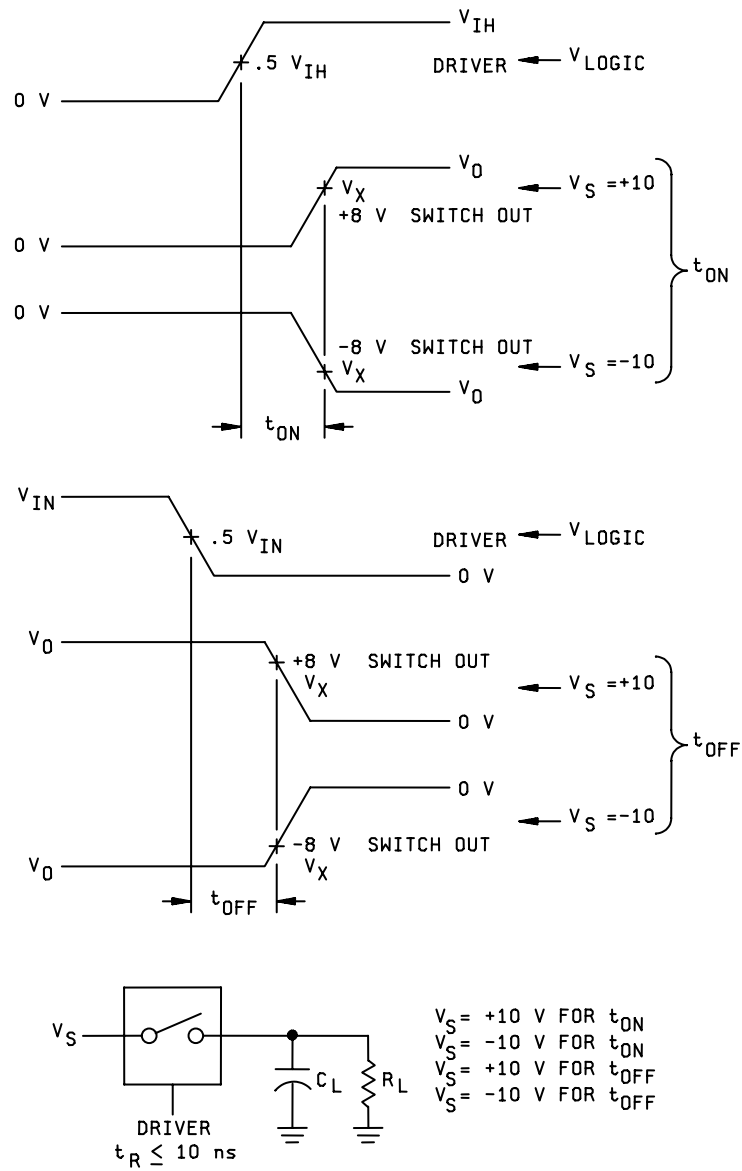 V_IH
.5 V_IH
DRIVER V_LOGIC
0 V
V_O
V_X V_S =+10
+8 V SWITCH OUT
0 V
t_ON
0 V
-8 V SWITCH OUT
V_X V_S =-10
V_O
t_ON
V_IN
.5 V_IN DRIVER V_LOGIC
0 V
V_O
+8 V SWITCH OUT
V_X V_S =+10
0 V
t_OFF
0 V
V_S =-10
-8 V SWITCH OUT
V_O V_X
t_OFF
V_S
C_L R_L
DRIVER
t_R ≤ 10 ns
V_S= +10 V FOR t_ON
V_S= -10 V FOR t_ON
V_S= +10 V FOR t_OFF
V_S= -10 V FOR t_OFF